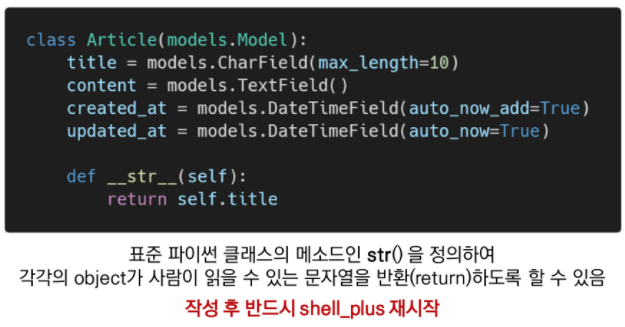 class Article(models.Model):
    title = models.CharField(max_length=10)
    content = models.TextField()
    created_at = models.DateTimeField(auto_now_add=True)
    updated_at = models.DateTimeField(auto_now=True)

    def __str__(self):
        return self.title
표준 파이썬 클래스의 메소드인 str() 을 정의하여
각각의 object가 사람이 읽을 수 있는 문자열을 반환(return)하도록 할 수 있음
작성 후 반드시 shell_plus 재시작